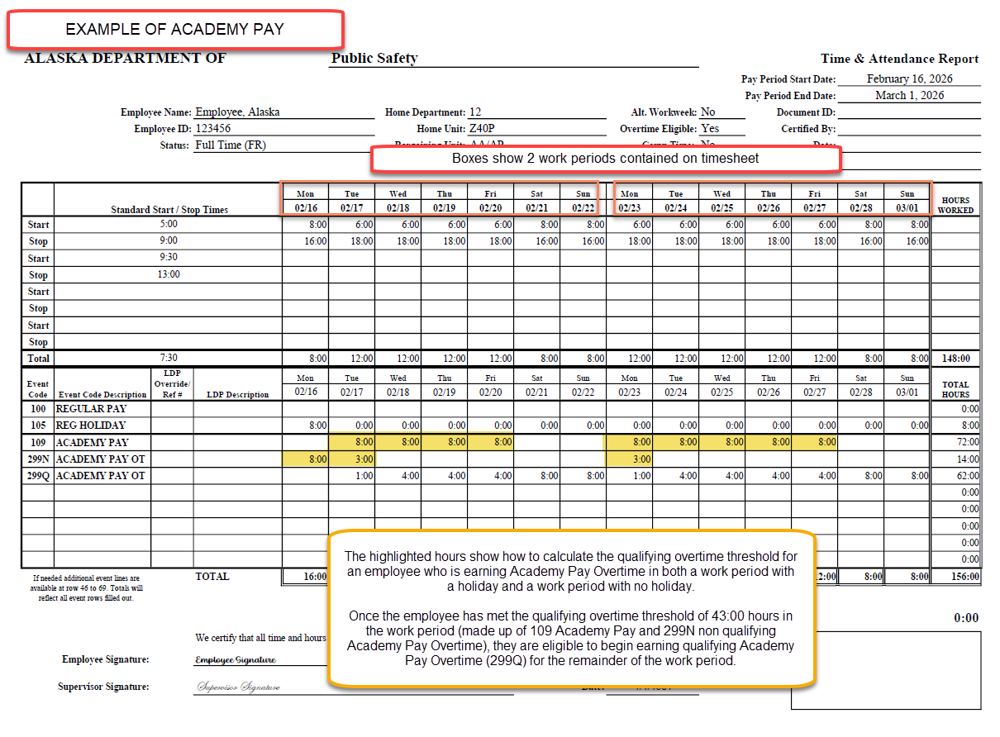 EXAMPLE OF ACADEMY PAY
ALASKA DEPARTMENT OF Public Safety Time & Attendance Report
Pay Period Start Date: February 16, 2026
Pay Period End Date: March 1, 2026
Employee Name: Employee, Alaska Home Department: 12 Alt. Workweek: No Document ID:
Employee ID: 123456 Home Unit: Z40P Overtime Eligible: Yes Certified By:
Status: Full Time (FR) Bargaining Unit: AA/AP Comp Time: No Date:
Boxes show 2 work periods contained on timesheet
Mon Tue Wed Thu Fri Sat Sun Mon Tue Wed Thu Fri Sat Sun
Standard Start / Stop Times 02/16 02/17 02/18 02/19 02/20 02/21 02/22 02/23 02/24 02/25 02/26 02/27 02/28 03/01 HOURS WORKED
Start 5:00 8:00 6:00 6:00 6:00 6:00 8:00 8:00 6:00 6:00 6:00 6:00 6:00 8:00 8:00
Stop 9:00 16:00 18:00 18:00 18:00 18:00 16:00 16:00 18:00 18:00 18:00 18:00 18:00 16:00 16:00
Start 9:30
Stop 13:00
Start
Stop
Start
Stop
Total 7:30 8:00 12:00 12:00 12:00 12:00 8:00 8:00 12:00 12:00 12:00 12:00 12:00 8:00 8:00 148:00
Event Code Event Code Description LDP Override/ Ref # LDP Description Mon Tue Wed Thu Fri Sat Sun Mon Tue Wed Thu Fri Sat Sun TOTAL HOURS
02/16 02/17 02/18 02/19 02/20 02/21 02/22 02/23 02/24 02/25 02/26 02/27 02/28 03/01
100 REGULAR PAY 0:00
105 REG HOLIDAY 8:00 0:00 0:00 0:00 0:00 0:00 0:00 0:00 0:00 0:00 0:00 0:00 0:00 0:00 8:00
109 ACADEMY PAY 8:00 8:00 8:00 8:00 8:00 8:00 8:00 8:00 8:00 72:00
299N ACADEMY PAY OT 8:00 3:00 3:00 14:00
299Q ACADEMY PAY OT 1:00 4:00 4:00 4:00 8:00 8:00 1:00 4:00 4:00 4:00 4:00 8:00 8:00 62:00
0:00
0:00
0:00
0:00
0:00
If needed additional event lines are
available at row 46 to 69. Totals will
reflect all event rows filled out.
TOTAL 16:00 12:00 8:00 8:00 156:00
The highlighted hours show how to calculate the qualifying overtime threshold for
an employee who is earning Academy Pay Overtime in both a work period with
a holiday and a work period with no holiday.
Once the employee has met the qualifying overtime threshold of 43:00 hours in
the work period (made up of 109 Academy Pay and 299N non qualifying
Academy Pay Overtime), they are eligible to begin earning qualifying Academy
Pay Overtime (299Q) for the remainder of the work period.
0:00
We certify that all time and hours
Employee Signature: Employee Signature
Supervisor Signature: Supervisor Signature Date: